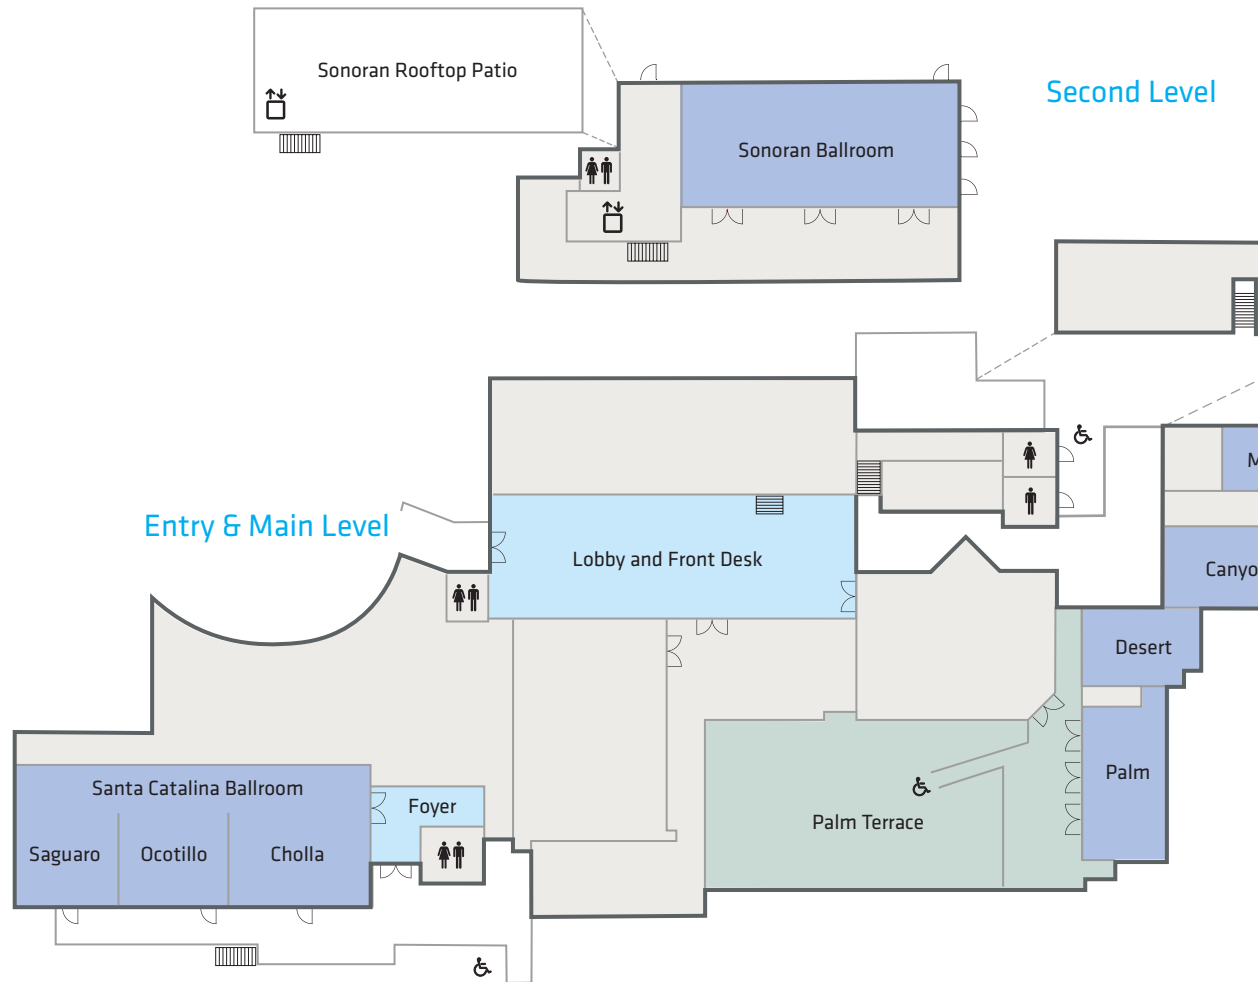 Sonoran Rooftop Patio
Second Level
Sonoran Ballroom
Entry & Main Level
Lobby and Front Desk
M
Canyo
Desert
Palm
Santa Catalina Ballroom
Foyer
Palm Terrace
Saguaro
Ocotillo
Cholla